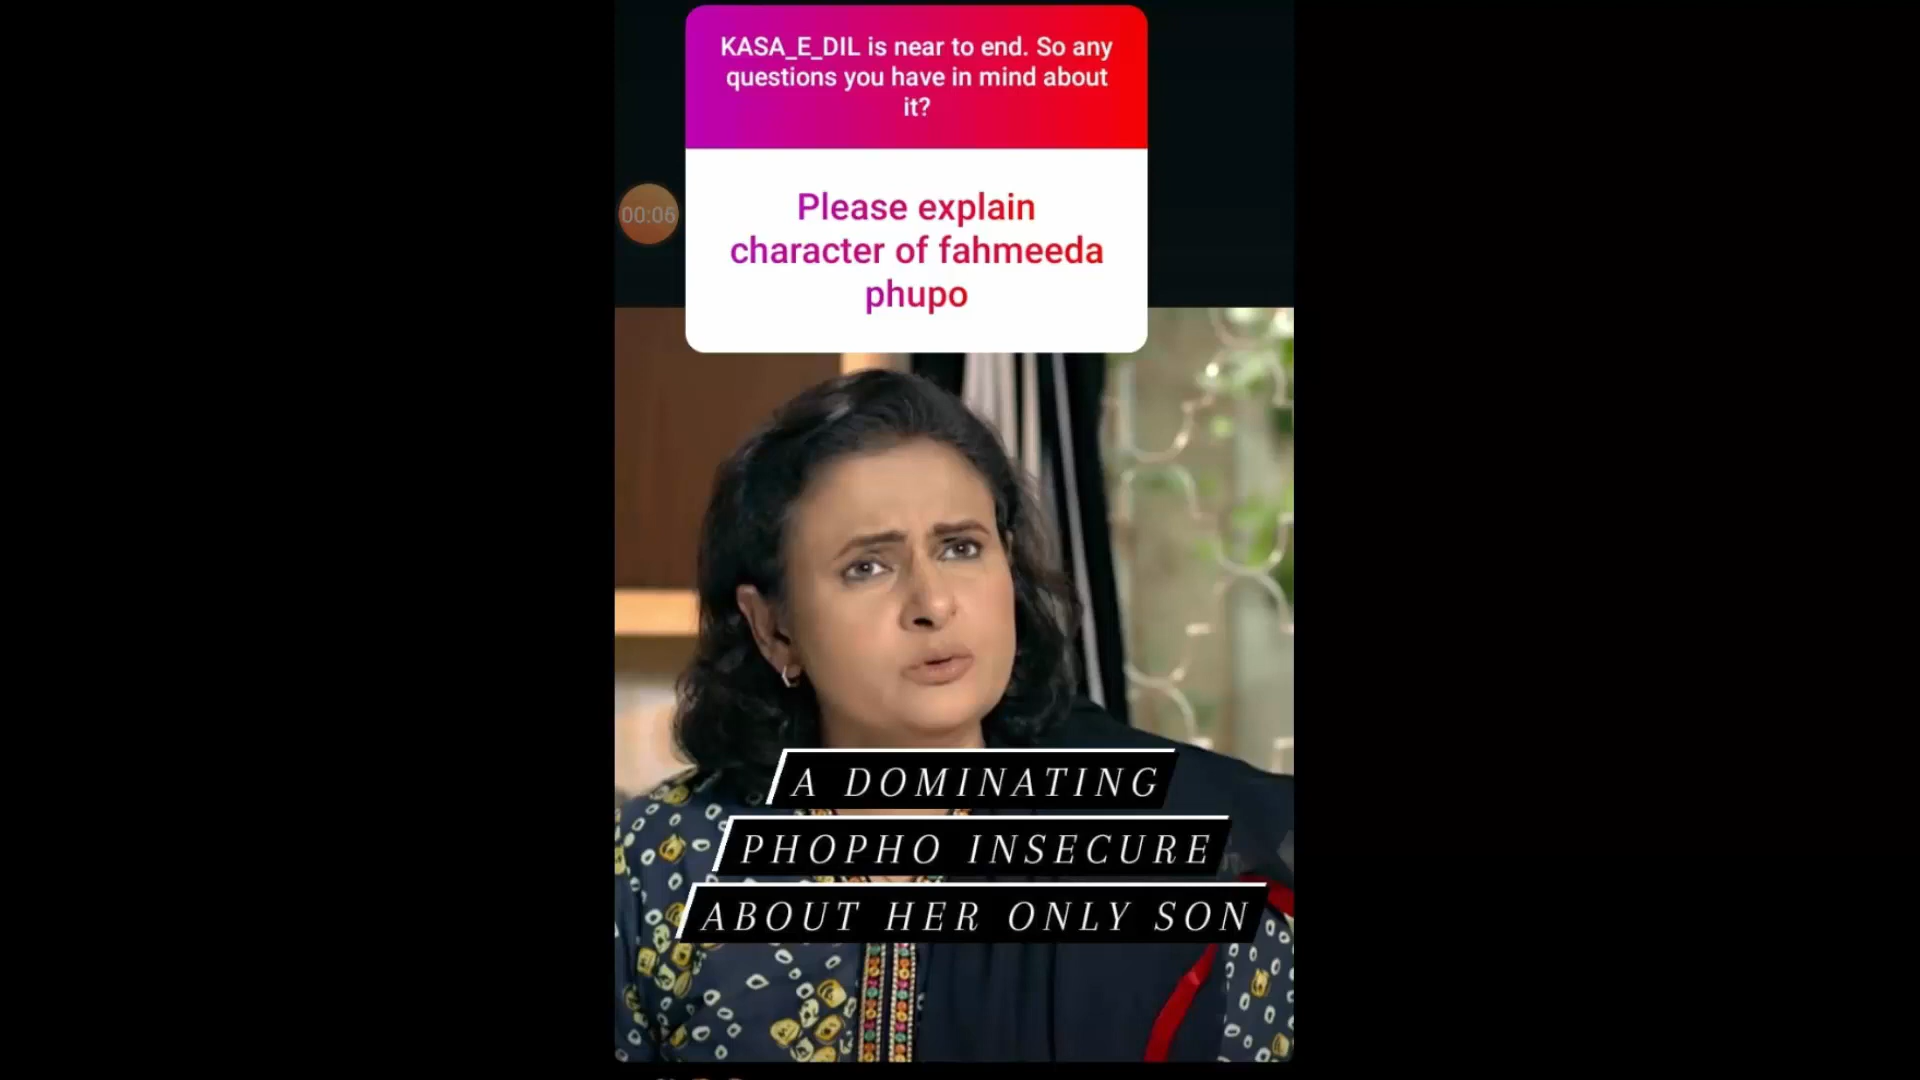 KASA_E_DIL is near to end. So any
questions you have in mind about
it?
00:06
Please explain
character of fahmeeda
phupo
A DOMINATING
PHOPHO INSECURE
ABOUT HER ONLY SON